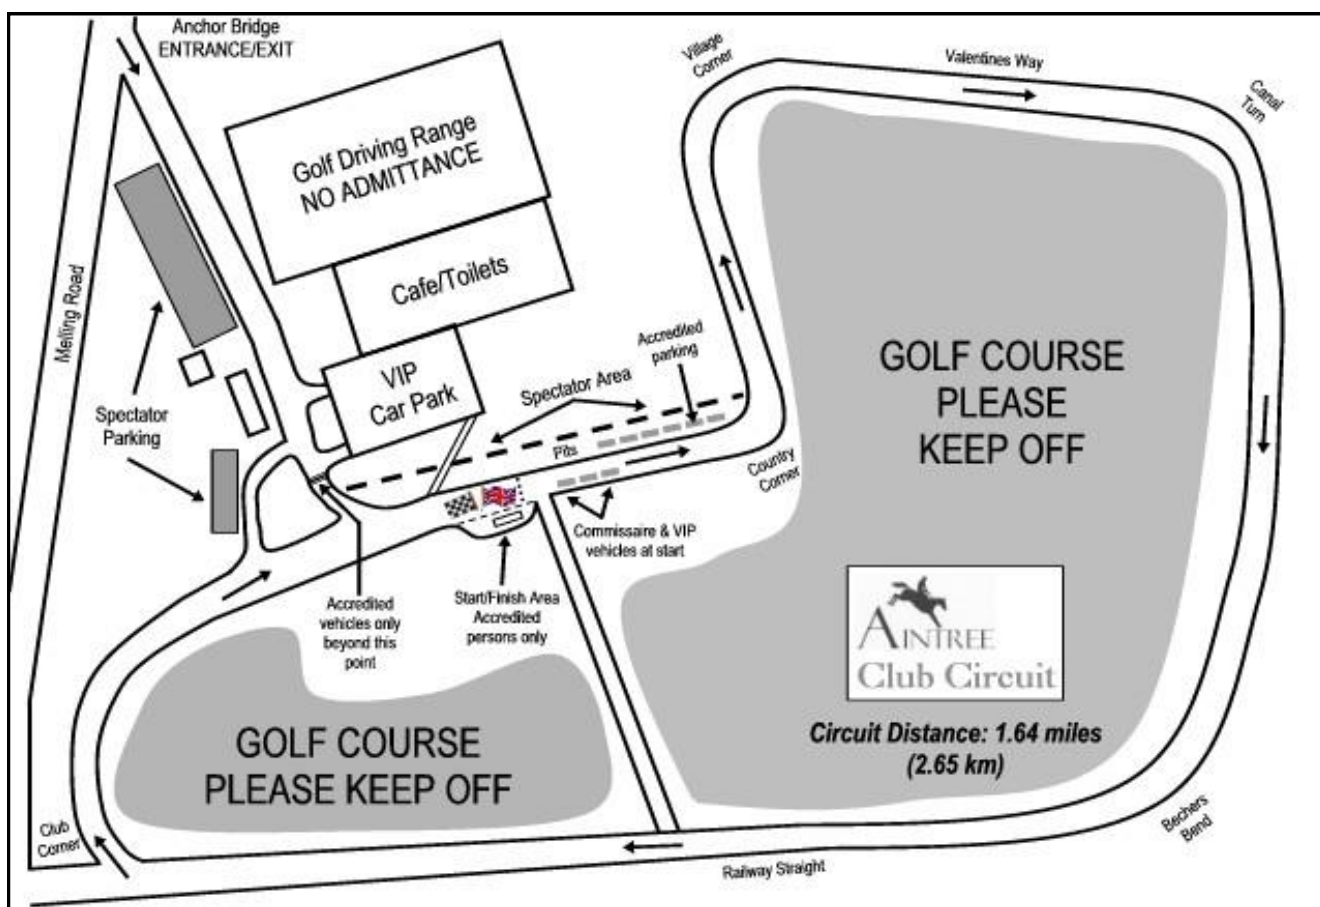 Anchor Bridge
ENTRANCE/EXIT
Village
Corner
Valentines Way
Canal
Turn
Golf Driving Range
NO ADMITTANCE
Cafe/Toilets
Melling Road
Accredited
parking
VIP
Car Park
Spectator Area
GOLF COURSE
PLEASE
KEEP OFF
Spectator
Parking
Pits
Country
Corner
Commissaire & VIP
vehicles at start
Accredited
vehicles only
beyond this
point
Start/Finish Area
Accredited
persons only
AINTREE
Club Circuit
Circuit Distance: 1.64 miles
(2.65 km)
GOLF COURSE
PLEASE KEEP OFF
Club
Corner
Bechers
Bend
Railway Straight